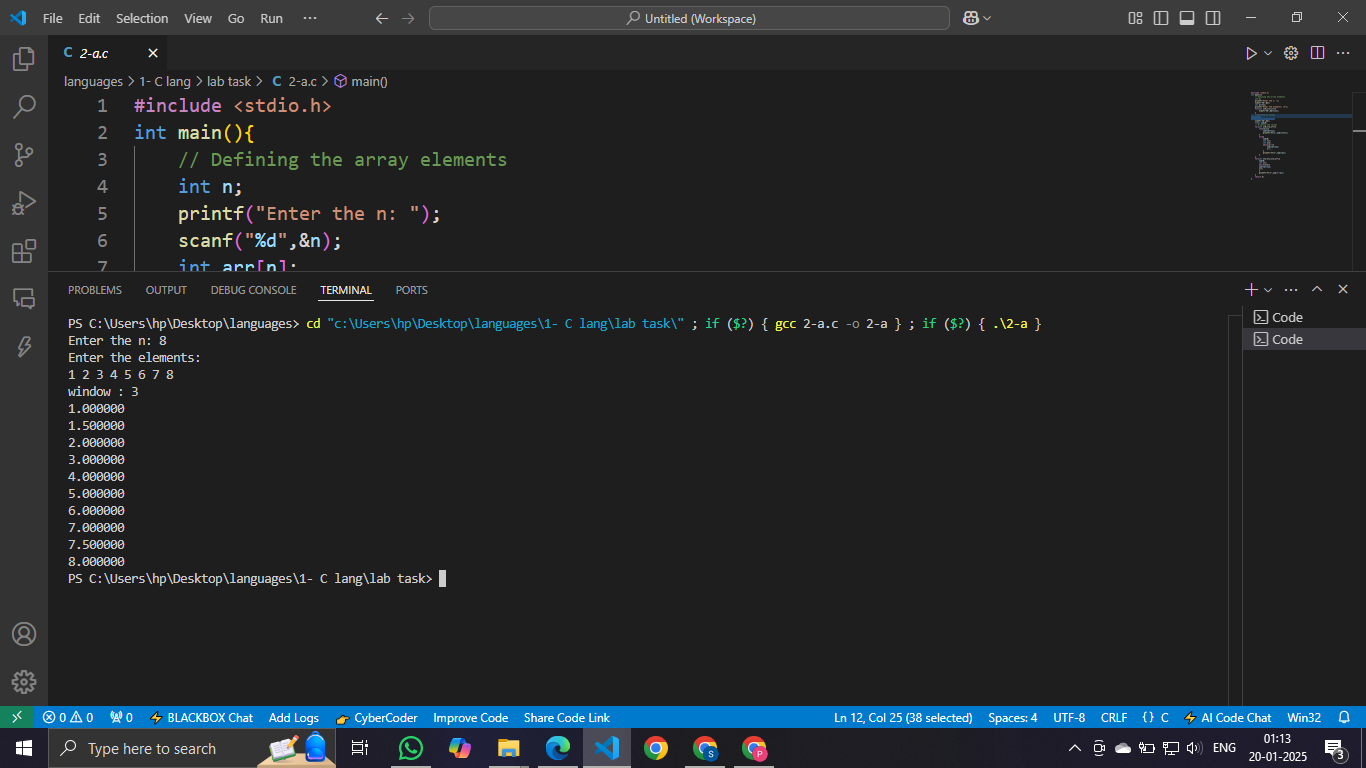 File Edit Selection View Go Run ··· Untitled (Workspace)
C 2-a.c
languages > 1- C lang > lab task > C 2-a.c > main()
1 #include <stdio.h>
2 int main(){
3 // Defining the array elements
4 int n;
5 printf("Enter the n: ");
6 scanf("%d",&n);
7 int arr[n];
PROBLEMS OUTPUT DEBUG CONSOLE TERMINAL PORTS
PS C:\Users\hp\Desktop\languages> cd "c:\Users\hp\Desktop\languages\1- C lang\lab task\" ; if ($?) { gcc 2-a.c -o 2-a } ; if ($?) { .\2-a }
Enter the n: 8
Enter the elements:
1 2 3 4 5 6 7 8
window : 3
1.000000
1.500000
2.000000
3.000000
4.000000
5.000000
6.000000
7.000000
7.500000
8.000000
PS C:\Users\hp\Desktop\languages\1- C lang\lab task>
Code
Code
0 0 0 BLACKBOX Chat Add Logs CyberCoder Improve Code Share Code Link Ln 12, Col 25 (38 selected) Spaces: 4 UTF-8 CRLF {} C AI Code Chat Win32
Type here to search
S
P
ENG
01:13
20-01-2025
3